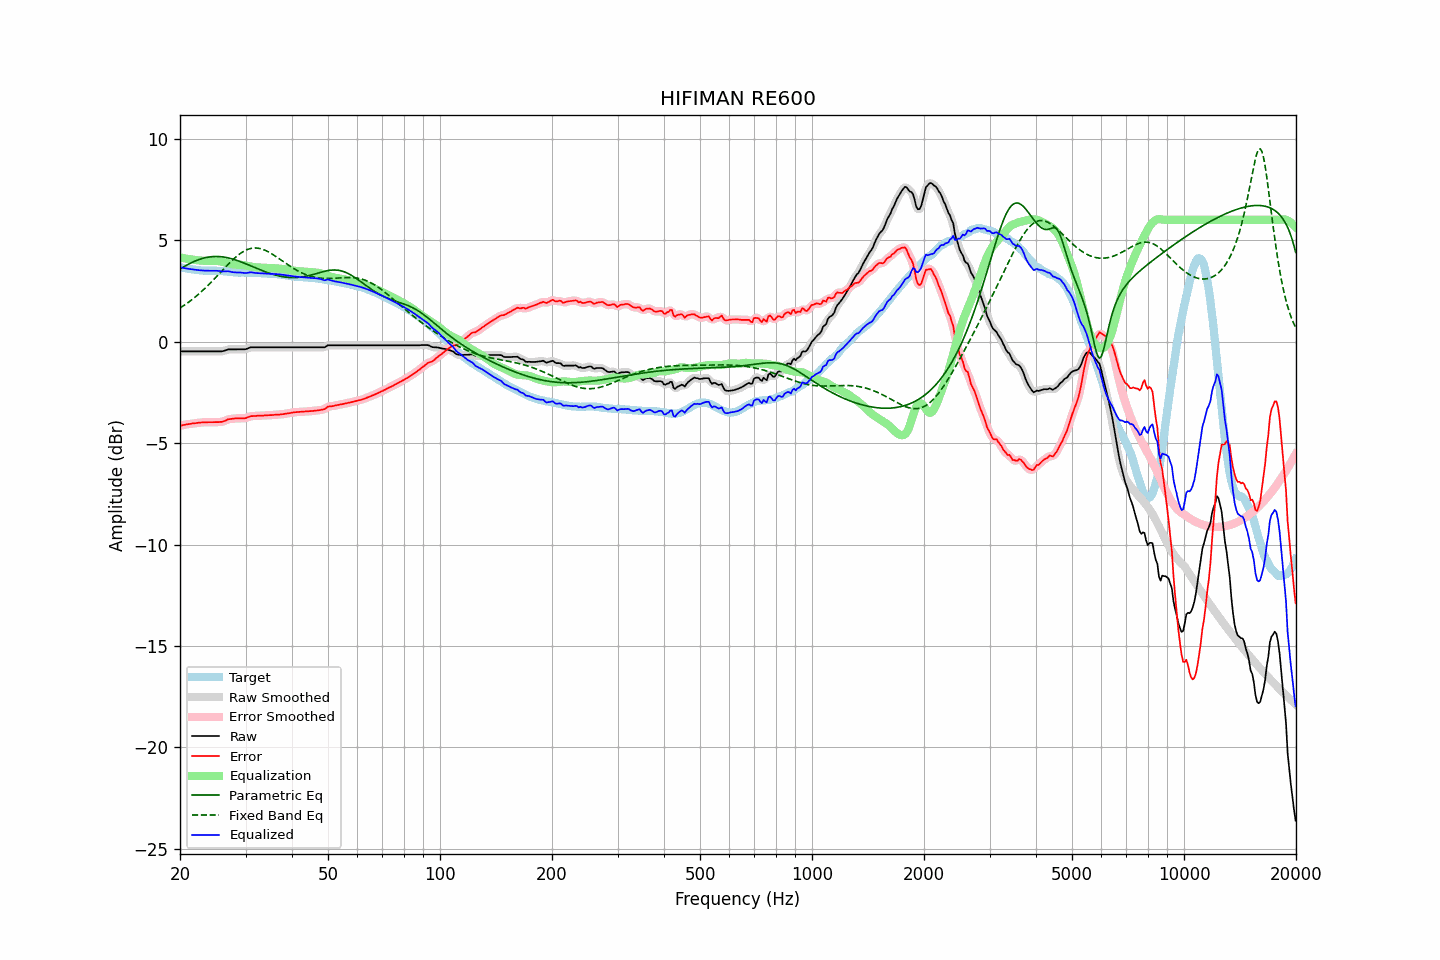 HIFIMAN RE600
10
5
0
−5
−10
−15
−20
−25
Amplitude (dBr)
Target
Raw Smoothed
Error Smoothed
Raw
Error
Equalization
Parametric Eq
Fixed Band Eq
Equalized
20
50
100
200
500
1000
2000
5000
10000
20000
Frequency (Hz)